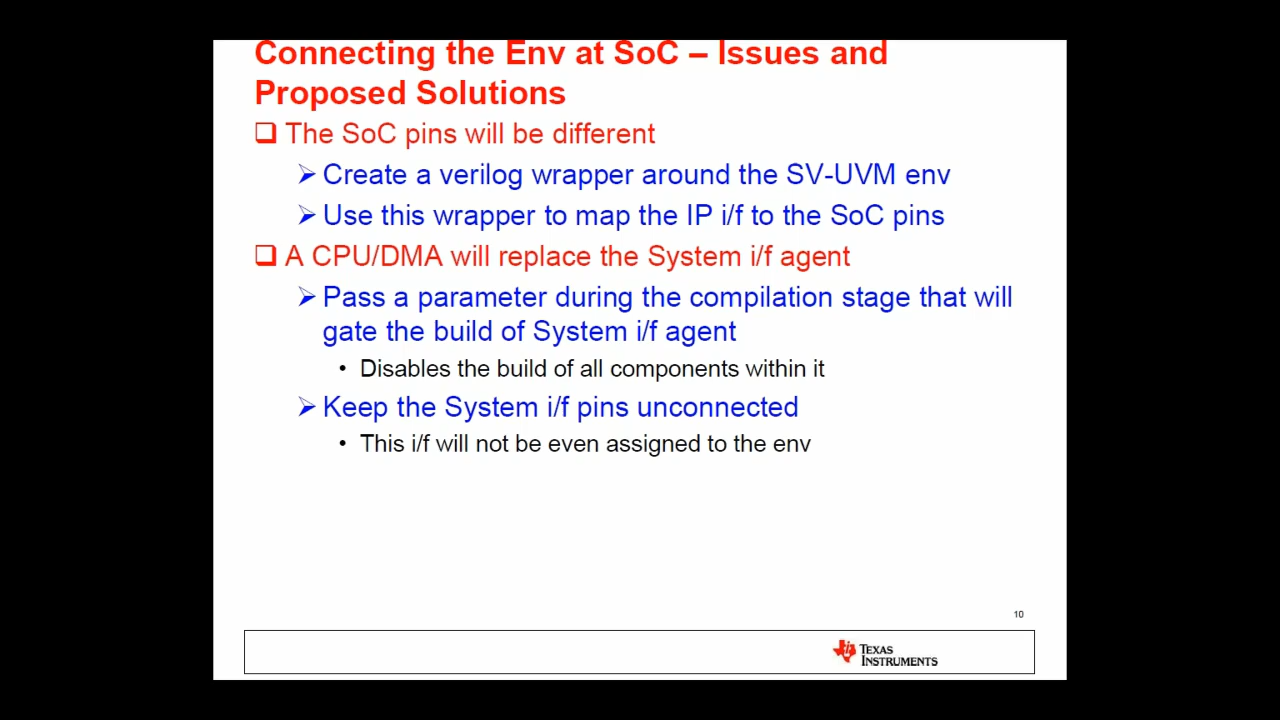 Connecting the Env at SoC – Issues and
Proposed Solutions
❑ The SoC pins will be different
➢ Create a verilog wrapper around the SV-UVM env
➢ Use this wrapper to map the IP i/f to the SoC pins
❑ A CPU/DMA will replace the System i/f agent
➢ Pass a parameter during the compilation stage that will
gate the build of System i/f agent
• Disables the build of all components within it
➢ Keep the System i/f pins unconnected
• This i/f will not be even assigned to the env
10
TEXAS
INSTRUMENTS